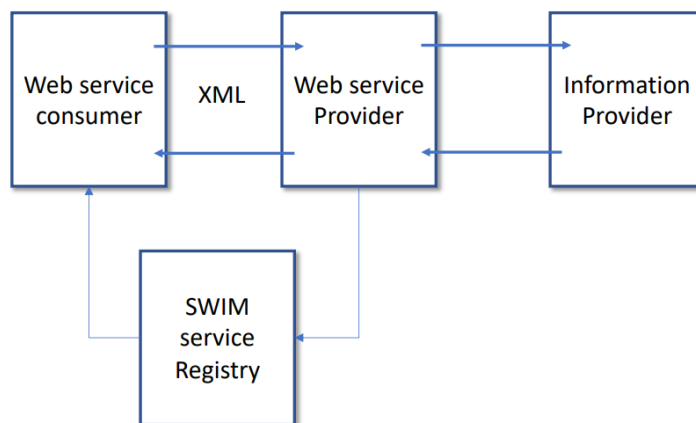 Web service
consumer
XML
Web service
Provider
Information
Provider
SWIM
service
Registry